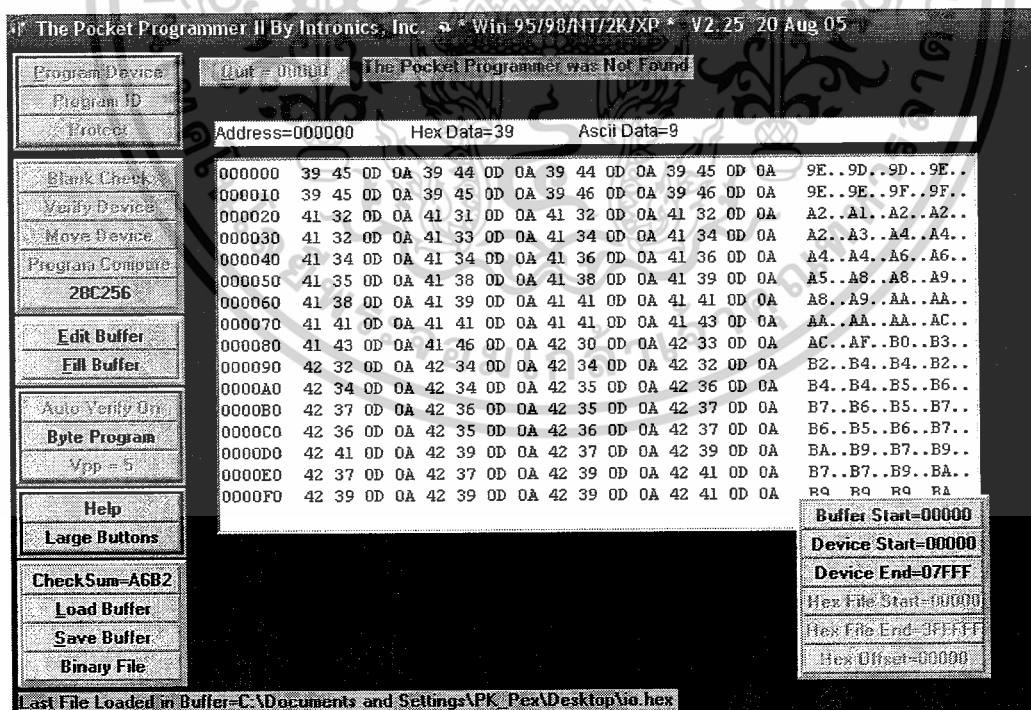 The Pocket Programmer II By Intronics, Inc. * Win 95/98/NT/2K/XP * V2.25 20 Aug 05
Program Device
Program ID
Protect
Quit = 00000
The Pocket Programmer was Not Found
Address=000000 Hex Data=39 Ascii Data=9
Blank Check
Verify Device
Move Device
Program Compare
28C256
Edit Buffer
Fill Buffer
Auto Verify On
Byte Program
Vpp = 5
Help
Large Buttons
CheckSum=A6B2
Load Buffer
Save Buffer
Binary File
000000 39 45 0D 0A 39 44 0D 0A 39 44 0D 0A 39 45 0D 0A 9E..9D..9D..9E..
000010 39 45 0D 0A 39 45 0D 0A 39 46 0D 0A 39 46 0D 0A 9E..9E..9F..9F..
000020 41 32 0D 0A 41 31 0D 0A 41 32 0D 0A 41 32 0D 0A A2..A1..A2..A2..
000030 41 32 0D 0A 41 33 0D 0A 41 34 0D 0A 41 34 0D 0A A2..A3..A4..A4..
000040 41 34 0D 0A 41 34 0D 0A 41 36 0D 0A 41 36 0D 0A A4..A4..A6..A6..
000050 41 35 0D 0A 41 38 0D 0A 41 38 0D 0A 41 39 0D 0A A5..A8..A8..A9..
000060 41 38 0D 0A 41 39 0D 0A 41 41 0D 0A 41 41 0D 0A A8..A9..AA..AA..
000070 41 41 0D 0A 41 41 0D 0A 41 41 0D 0A 41 43 0D 0A AA..AA..AA..AC..
000080 41 43 0D 0A 41 46 0D 0A 42 30 0D 0A 42 33 0D 0A AC..AF..B0..B3..
000090 42 32 0D 0A 42 34 0D 0A 42 34 0D 0A 42 32 0D 0A B2..B4..B4..B2..
0000A0 42 34 0D 0A 42 34 0D 0A 42 35 0D 0A 42 36 0D 0A B4..B4..B5..B6..
0000B0 42 37 0D 0A 42 36 0D 0A 42 35 0D 0A 42 37 0D 0A B7..B6..B5..B7..
0000C0 42 36 0D 0A 42 35 0D 0A 42 36 0D 0A 42 37 0D 0A B6..B5..B6..B7..
0000D0 42 41 0D 0A 42 39 0D 0A 42 37 0D 0A 42 39 0D 0A BA..B9..B7..B9..
0000E0 42 37 0D 0A 42 37 0D 0A 42 39 0D 0A 42 41 0D 0A B7..B7..B9..BA..
0000F0 42 39 0D 0A 42 39 0D 0A 42 39 0D 0A 42 41 0D 0A B9 B9 B9 BA
Buffer Start=00000
Device Start=00000
Device End=07FFF
Hex File Start=00000
Hex File End=3FFFFF
Hex Offset=00000
Last File Loaded in Buffer=C:\Documents and Settings\PK_Pex\Desktop\io.hex